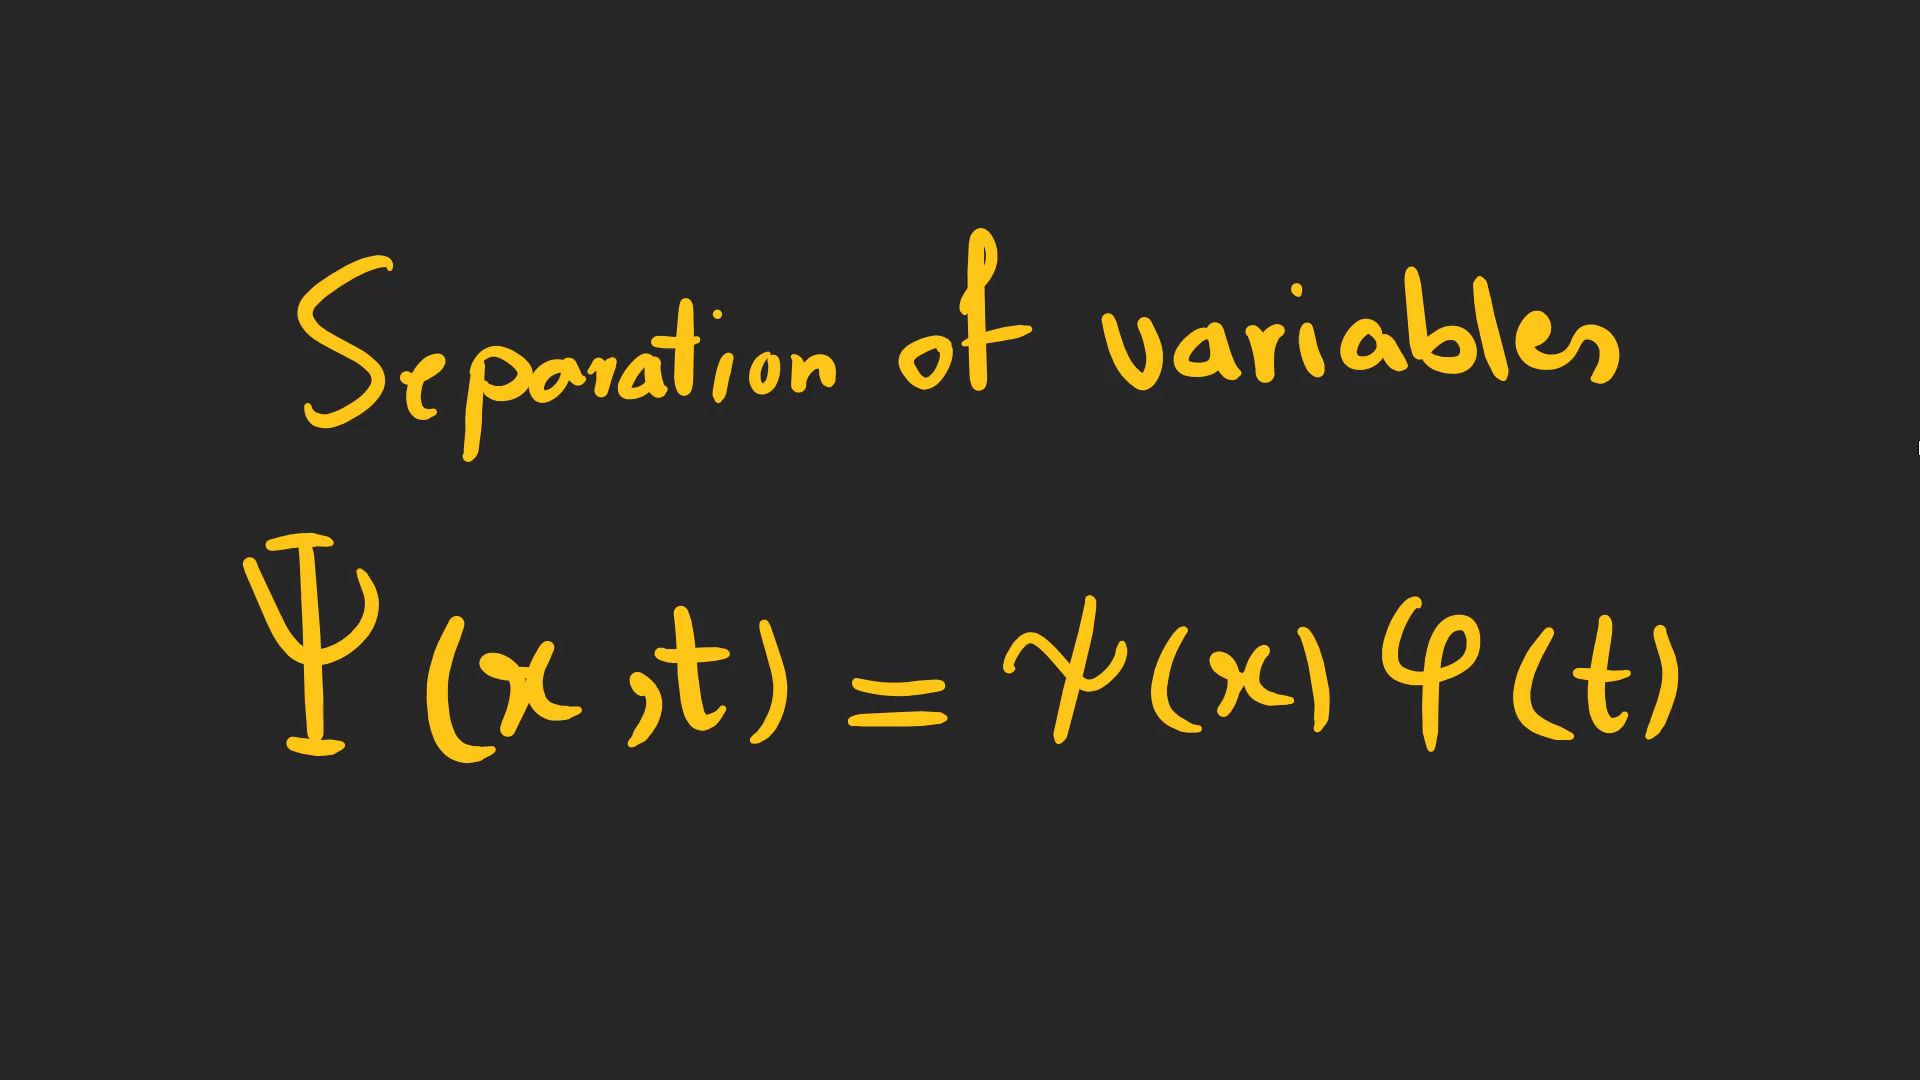 Separation of variables
Ψ(x,t) = ψ(x)φ(t)